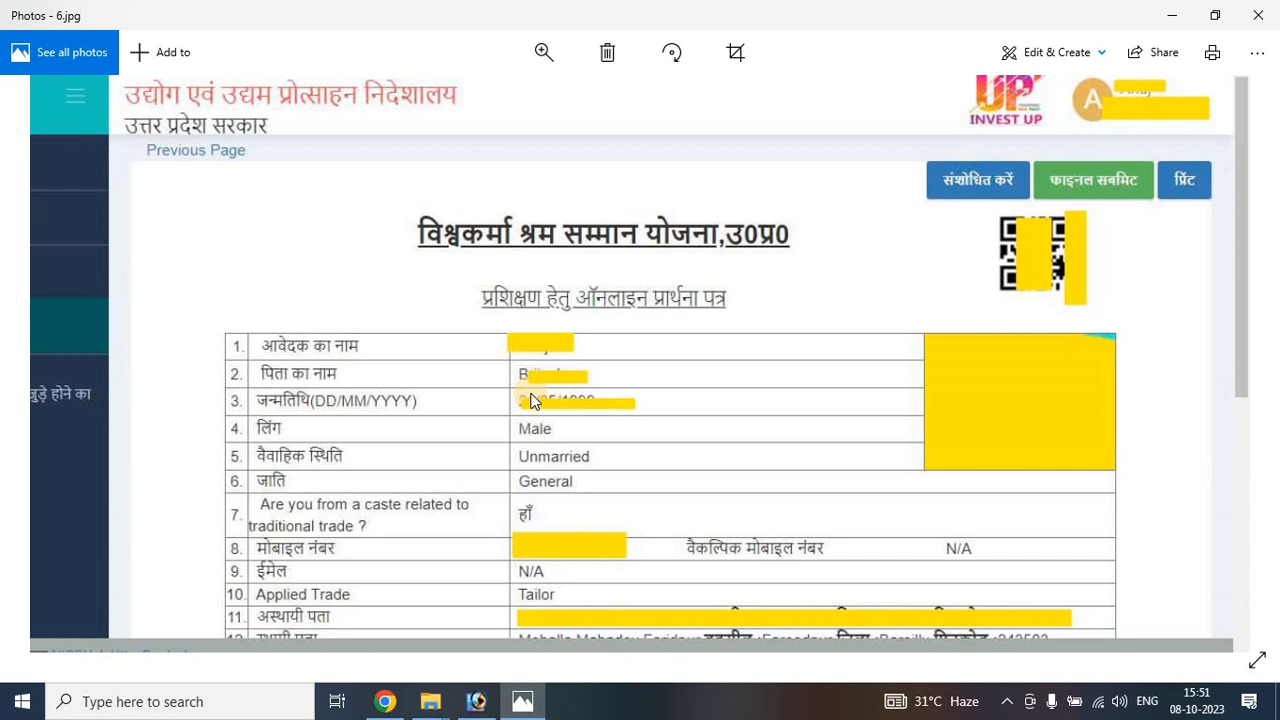 Photos - 6.jpg
See all photos
Add to
Edit & Create
Share
उद्योग एवं उद्यम प्रोत्साहन निदेशालय
उत्तर प्रदेश सरकार
UP
INVEST UP
A
Previous Page
संशोधित करें
फाइनल सबमिट
प्रिंट
विश्वकर्मा श्रम सम्मान योजना,उ0प्र0
प्रशिक्षण हेतु ऑनलाइन प्रार्थना पत्र
1. आवेदक का नाम
2. पिता का नाम
3. जन्मतिथि(DD/MM/YYYY)
4. लिंग Male
5. वैवाहिक स्थिति Unmarried
6. जाति General
7. Are you from a caste related to traditional trade ? हाँ
जुड़े होने का
8. मोबाइल नंबर वैकल्पिक मोबाइल नंबर N/A
9. ईमेल N/A
10. Applied Trade Tailor
11. अस्थायी पता
Type here to search
31°C Haze
ENG
15:51
08-10-2023